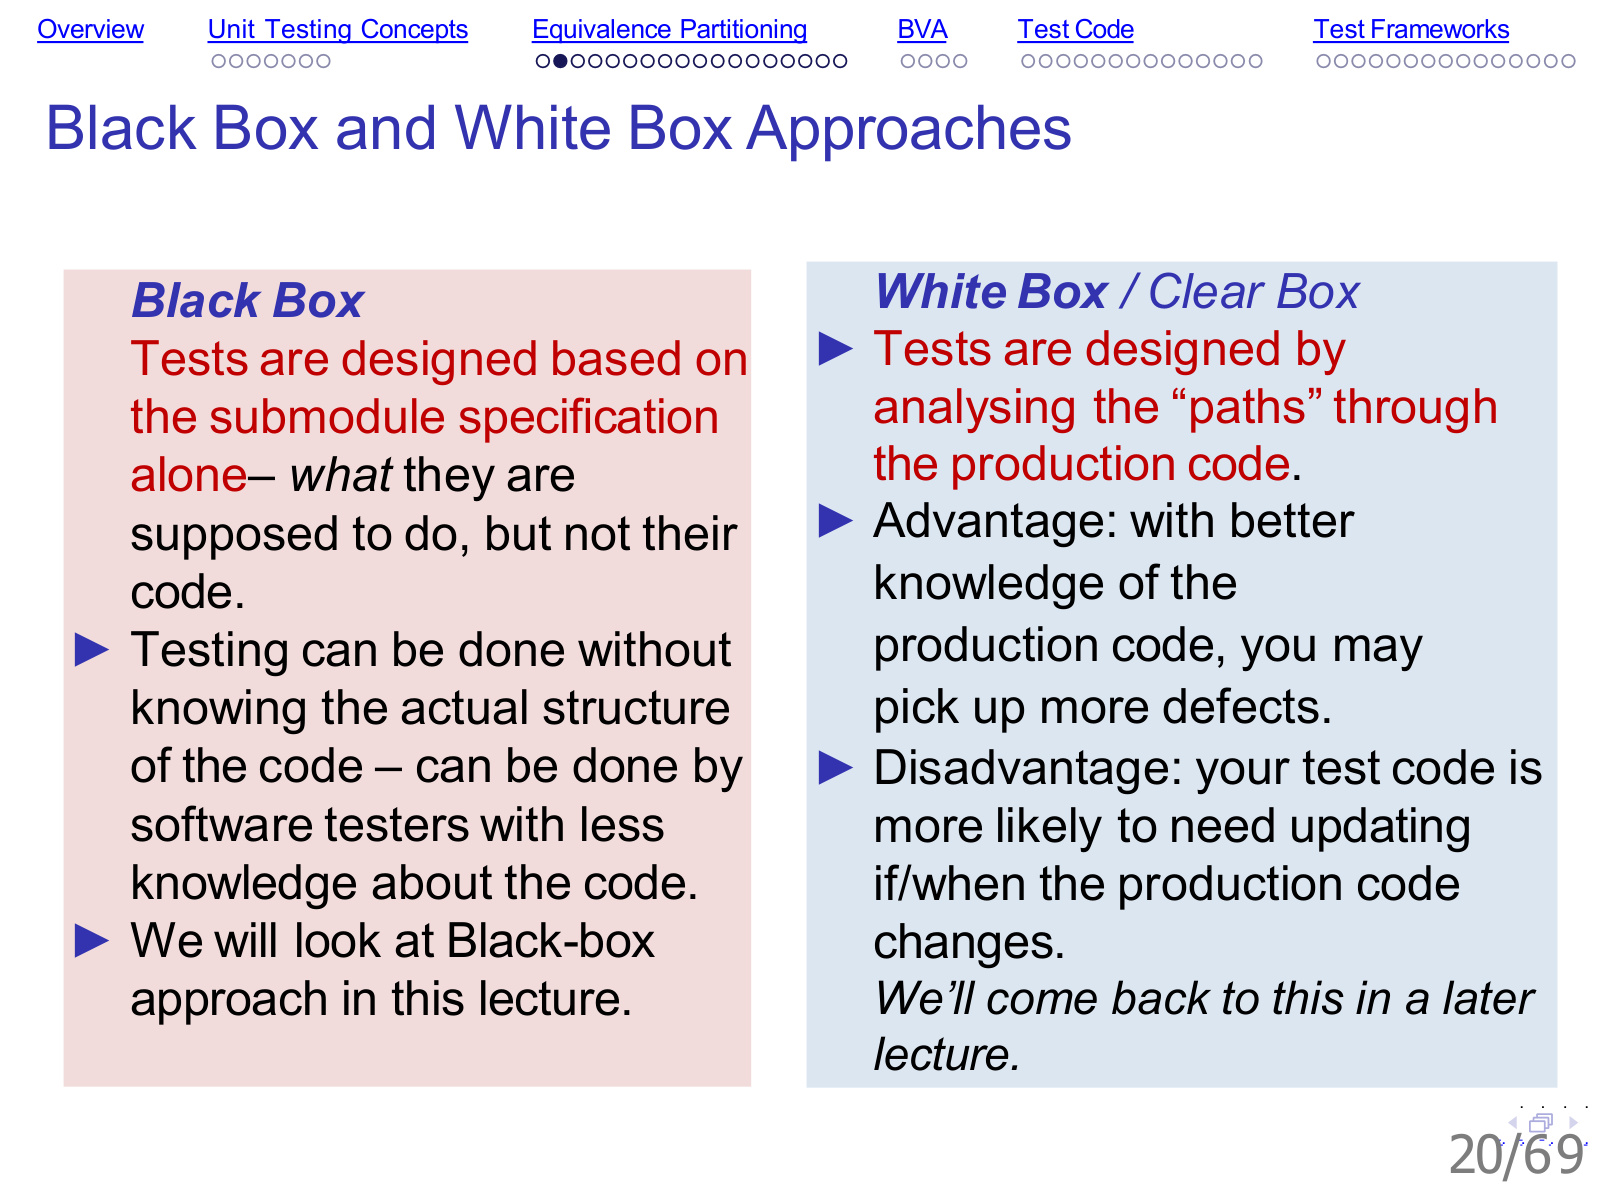 Overview Unit Testing Concepts Equivalence Partitioning BVA Test Code Test Frameworks
Black Box and White Box Approaches
Black Box
Tests are designed based on
the submodule specification
alone– what they are
supposed to do, but not their
code.
► Testing can be done without
knowing the actual structure
of the code – can be done by
software testers with less
knowledge about the code.
► We will look at Black-box
approach in this lecture.
White Box / Clear Box
► Tests are designed by
analysing the “paths” through
the production code.
► Advantage: with better
knowledge of the
production code, you may
pick up more defects.
► Disadvantage: your test code is
more likely to need updating
if/when the production code
changes.
We’ll come back to this in a later
lecture.
20/69